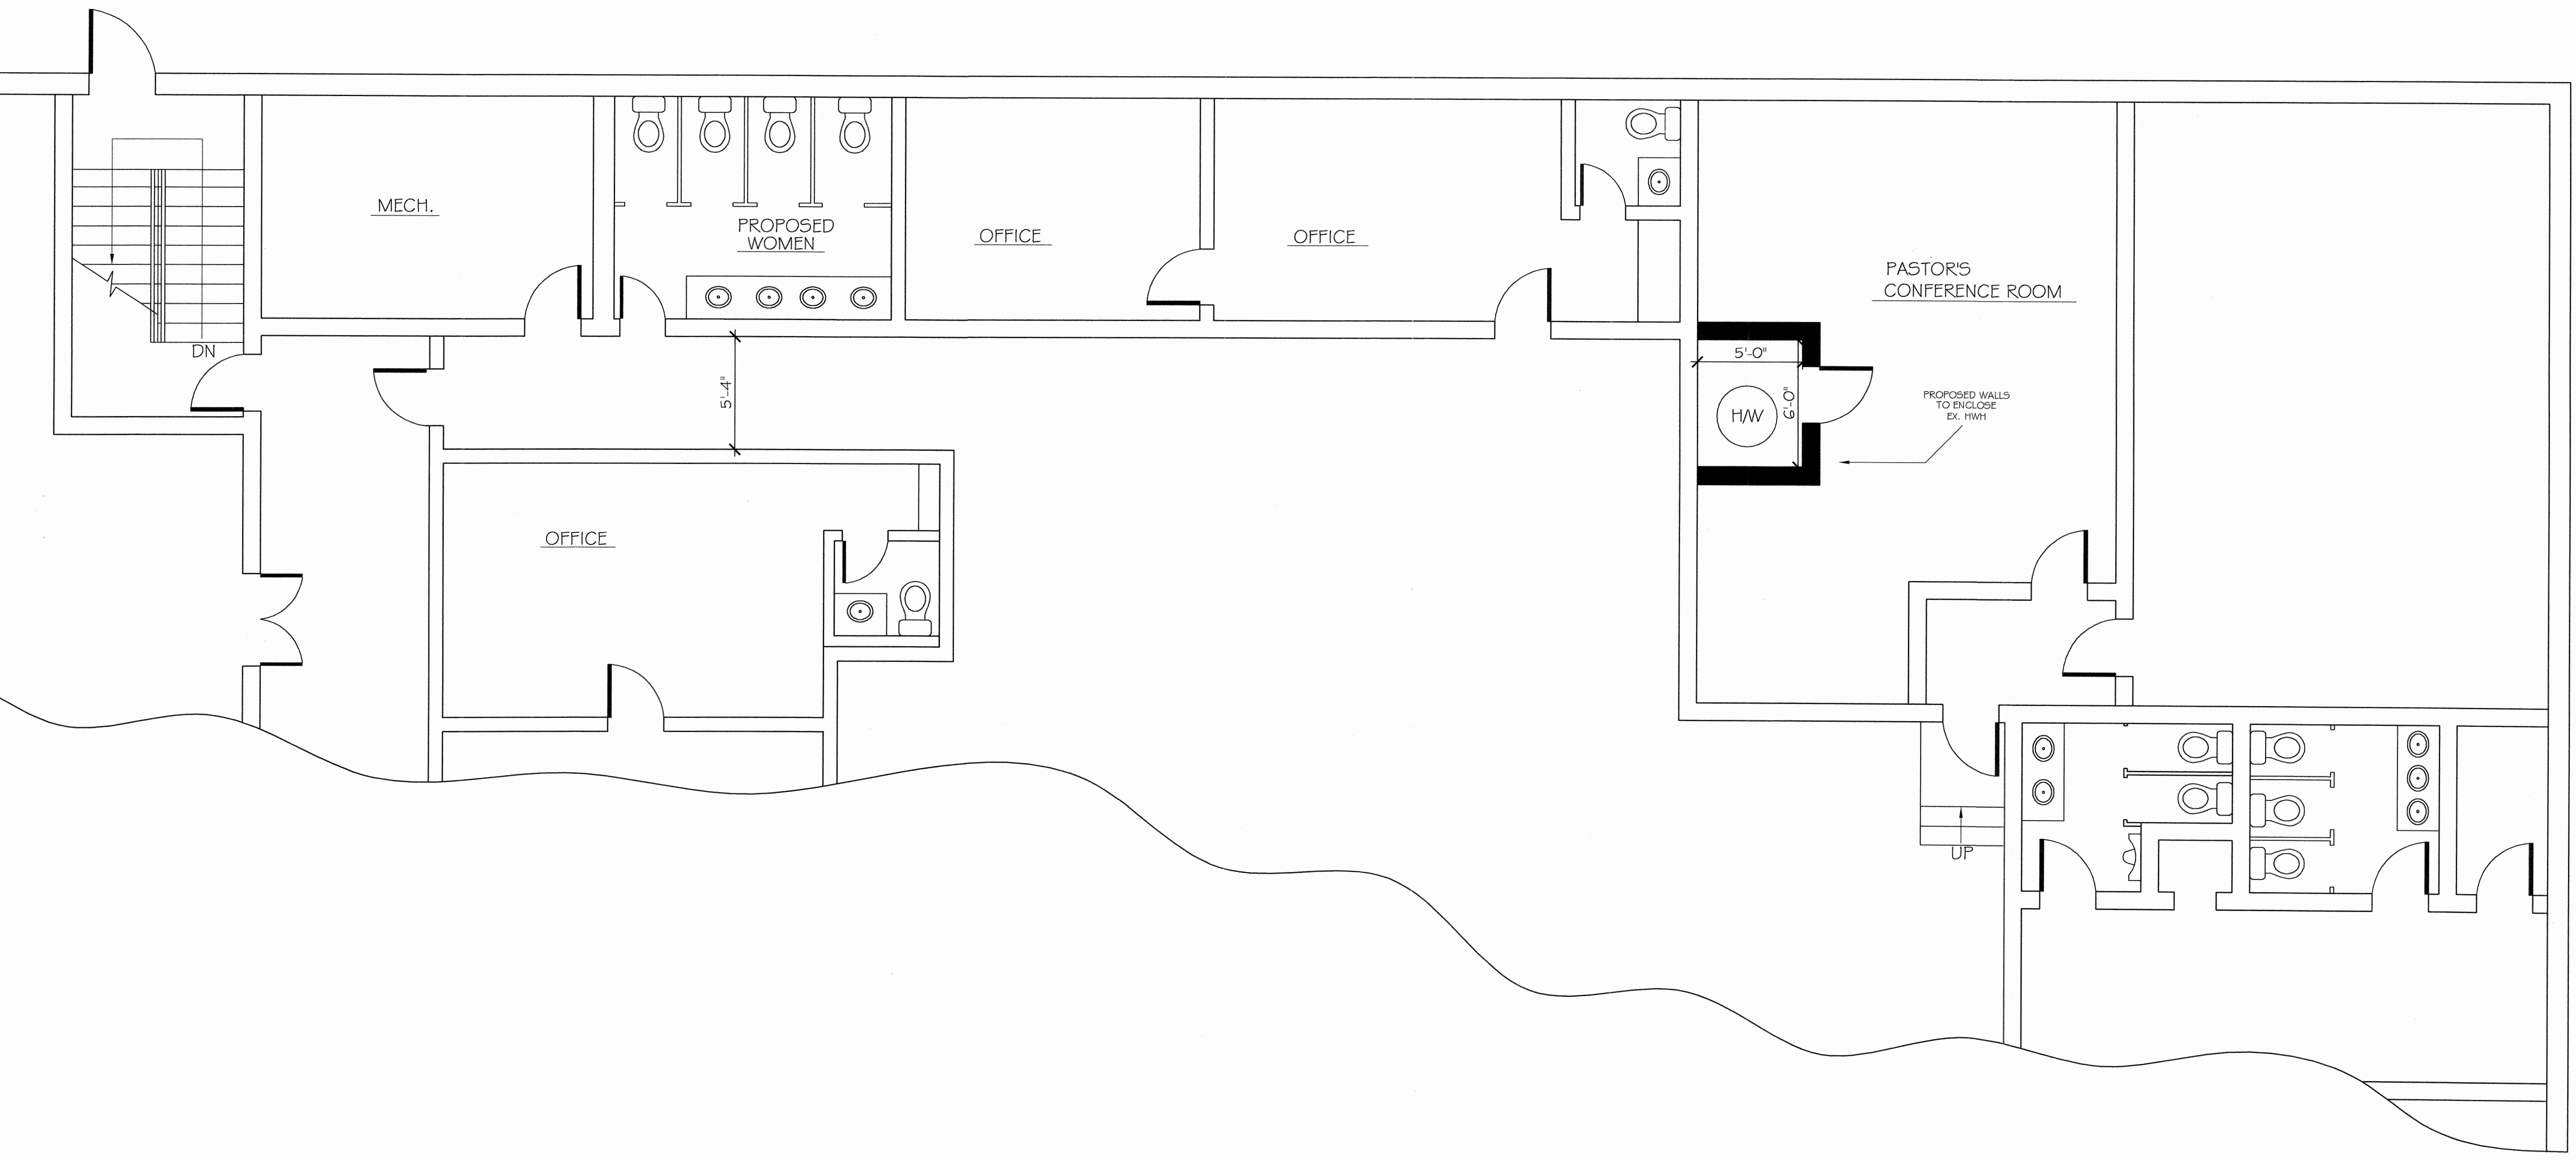 MECH.
PROPOSED
WOMEN
OFFICE
OFFICE
PASTOR'S
CONFERENCE ROOM
DN
5'-4"
5'-0"
6'-0"
H/W
PROPOSED WALLS
TO ENCLOSE
EX. HWH
OFFICE
UP